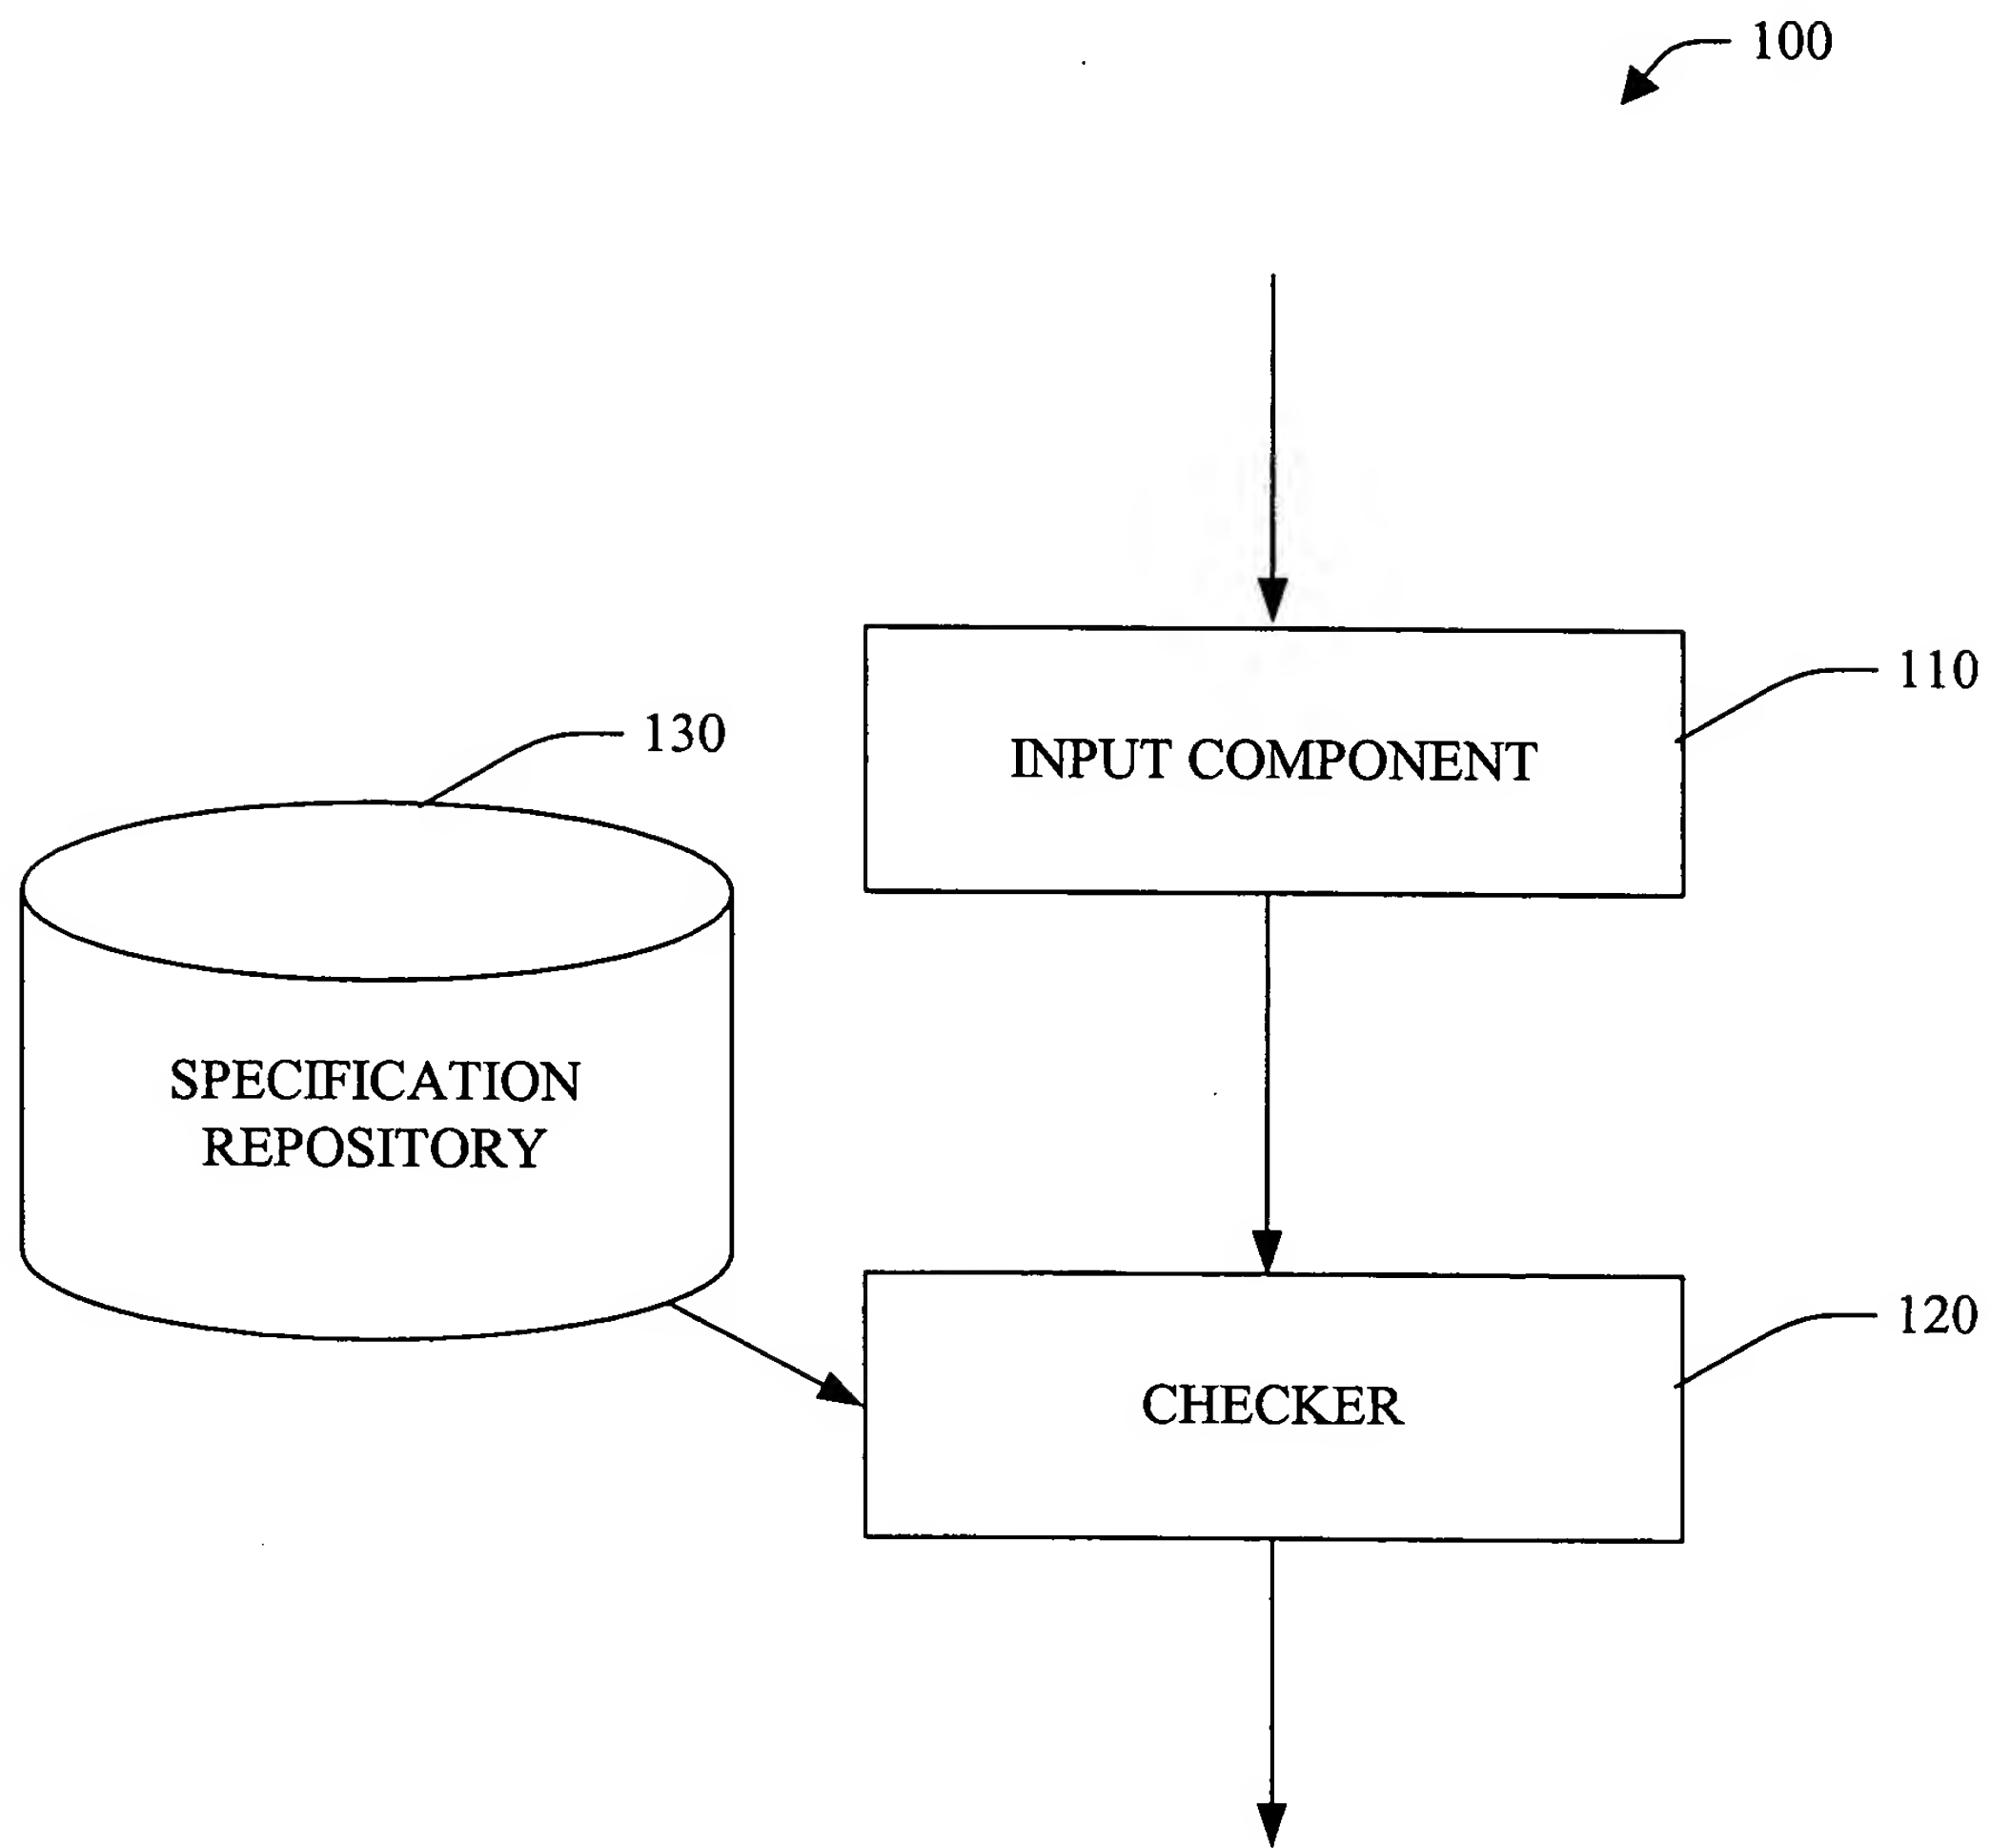 100
110
INPUT COMPONENT
130
SPECIFICATION
REPOSITORY
120
CHECKER